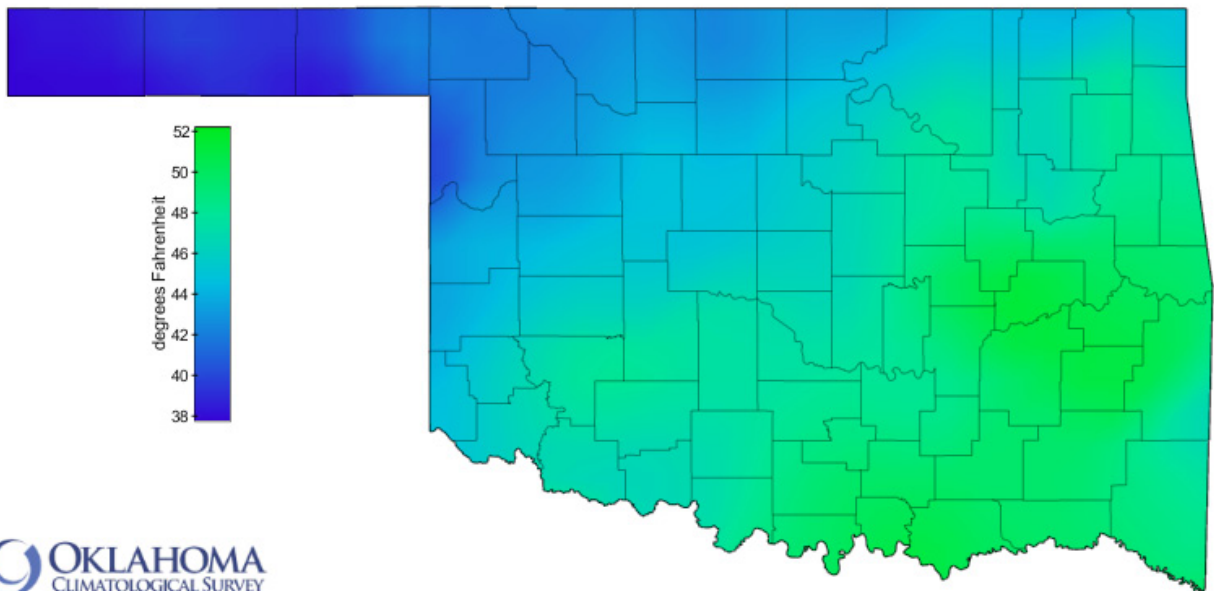 52
50
48
46
44
42
40
38
degrees Fahrenheit
OKLAHOMA
CLIMATOLOGICAL SURVEY